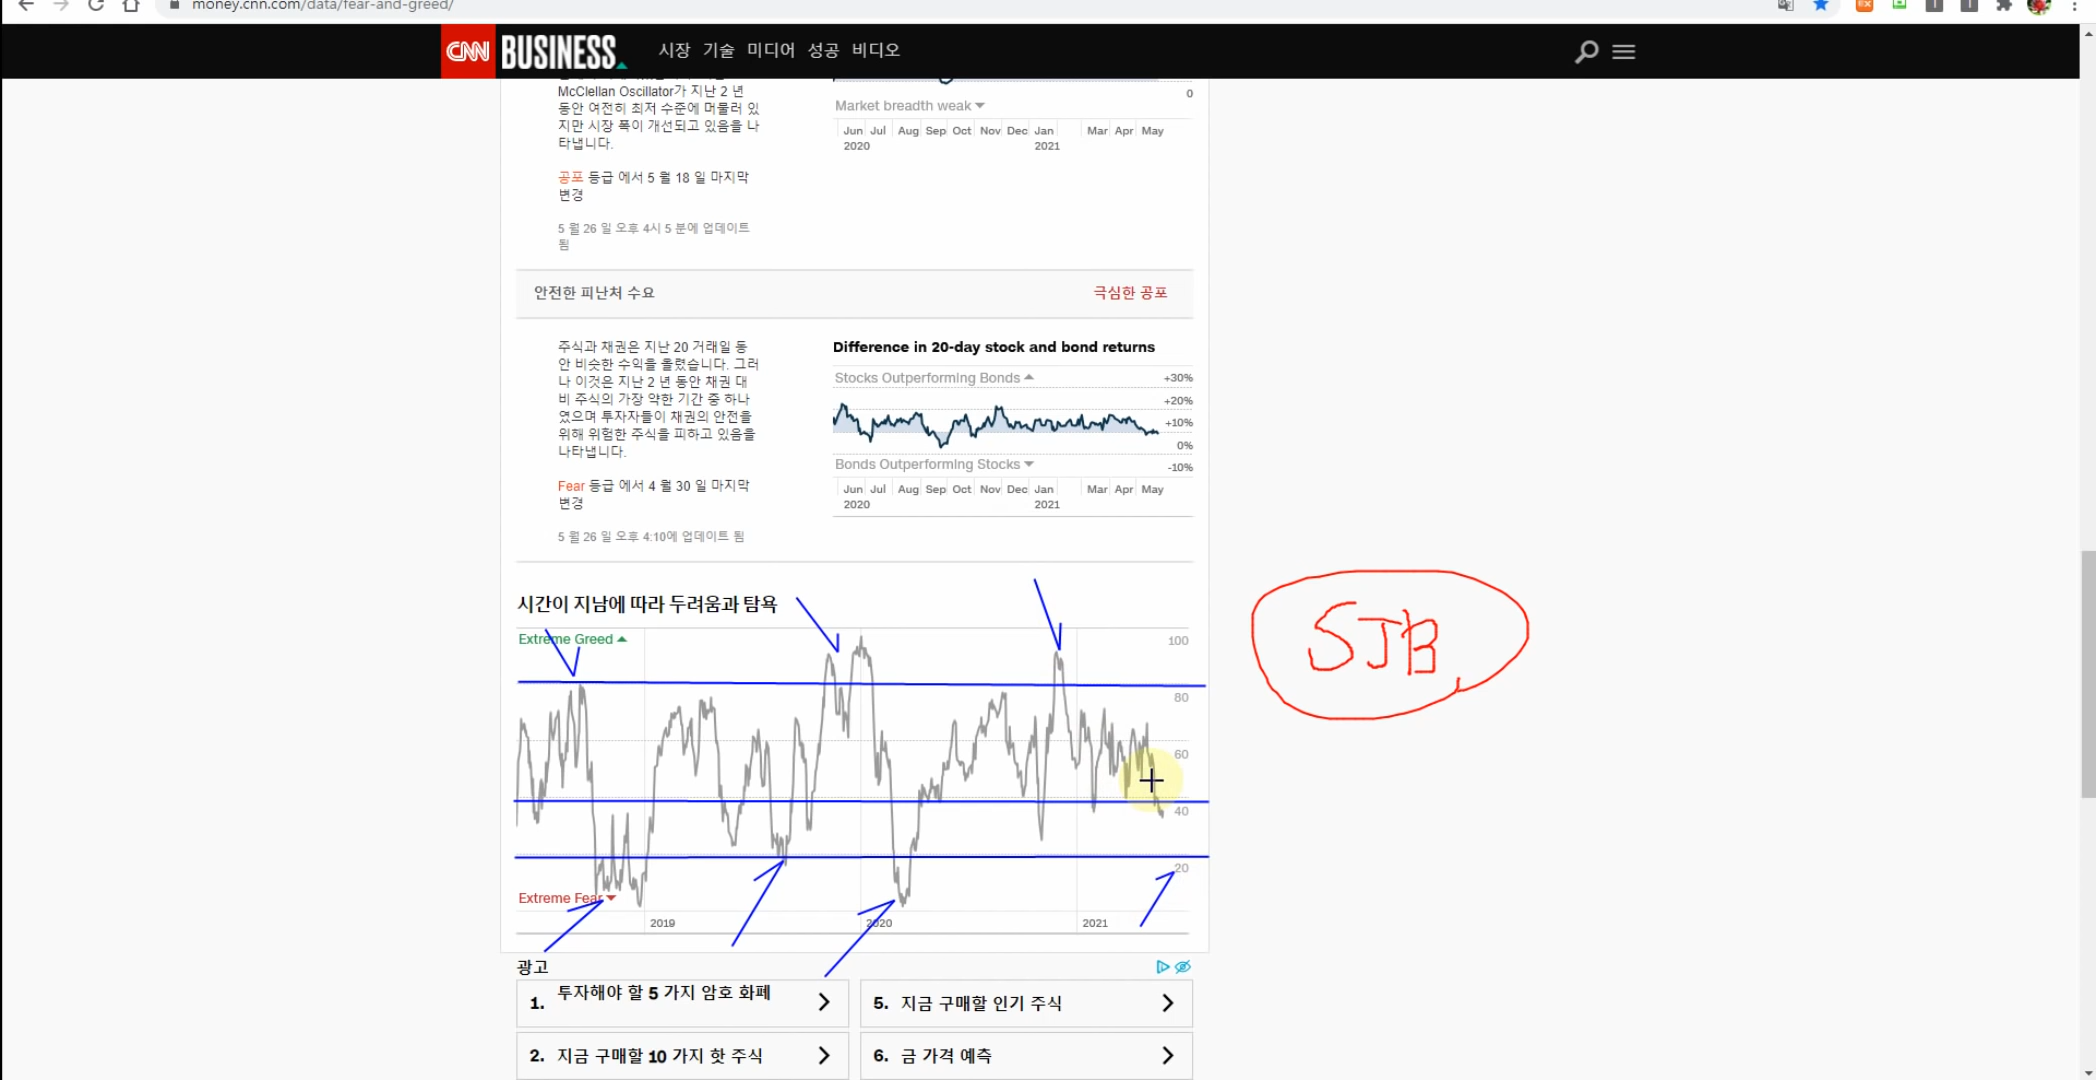 money.cnn.com/data/fear-and-greed/
CNN BUSINESS 시장 기술 미디어 성공 비디오
McClellan Oscillator가 지난 2 년
동안 여전히 최저 수준에 머물러 있
지만 시장 폭이 개선되고 있음을 나
타냅니다.
공포 등급 에서 5 월 18 일 마지막
변경
5 월 26 일 오후 4시 5 분에 업데이트
됨
0
Market breadth weak
Jun Jul Aug Sep Oct Nov Dec Jan Mar Apr May
2020 2021
안전한 피난처 수요 극심한 공포
주식과 채권은 지난 20 거래일 동
안 비슷한 수익을 올렸습니다. 그러
나 이것은 지난 2 년 동안 채권 대
비 주식의 가장 약한 기간 중 하나
였으며 투자자들이 채권의 안전을
위해 위험한 주식을 피하고 있음을
나타냅니다.
Fear 등급 에서 4 월 30 일 마지막
변경
5 월 26 일 오후 4:10에 업데이트 됨
Difference in 20-day stock and bond returns
Stocks Outperforming Bonds +30%
+20%
+10%
0%
Bonds Outperforming Stocks -10%
Jun Jul Aug Sep Oct Nov Dec Jan Mar Apr May
2020 2021
시간이 지남에 따라 두려움과 탐욕
Extreme Greed 100
80
60
40
20
Extreme Fear
2019 2020 2021
SJB
광고
1. 투자해야 할 5 가지 암호 화폐
5. 지금 구매할 인기 주식
2. 지금 구매할 10 가지 핫 주식
6. 금 가격 예측